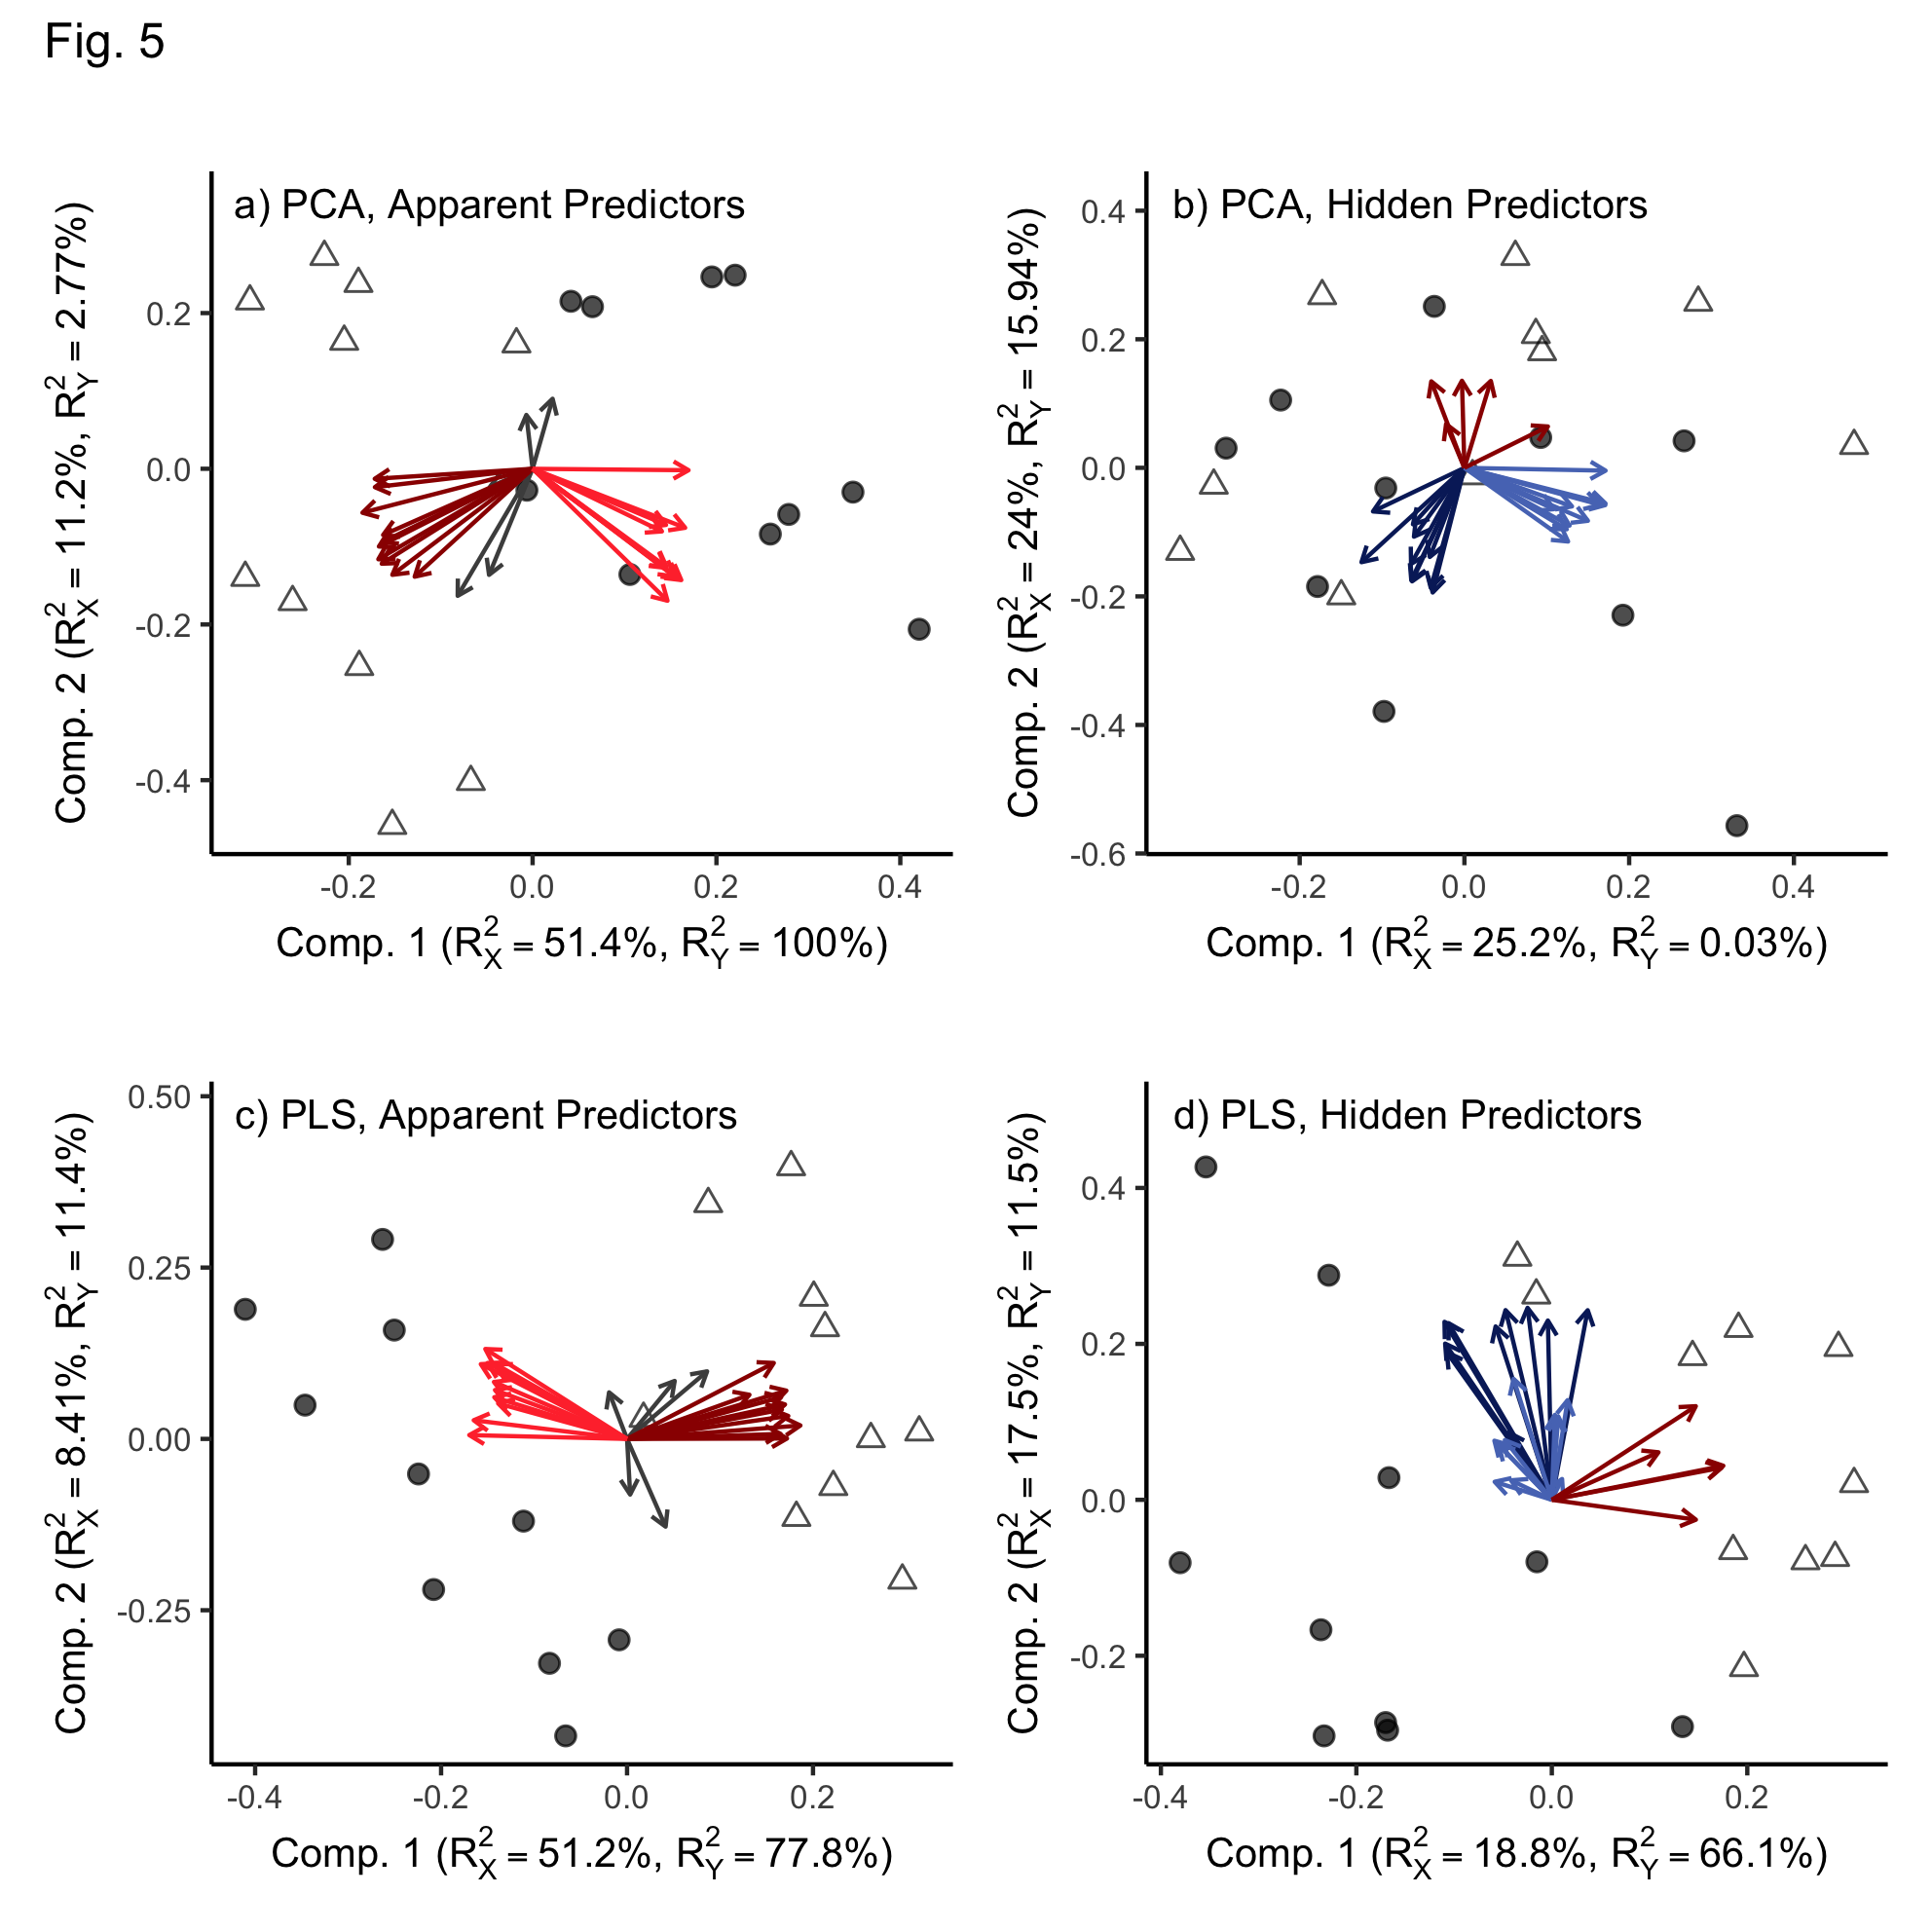 Fig. 5
a) PCA, Apparent Predictors
Comp. 2 (R²X = 11.2%, R²Y = 2.77%)
0.2
0.0
-0.2
-0.4
-0.2 0.0 0.2 0.4
Comp. 1 (R²X = 51.4%, R²Y = 100%)
b) PCA, Hidden Predictors
Comp. 2 (R²X = 24%, R²Y = 15.94%)
0.4
0.2
0.0
-0.2
-0.4
-0.6
-0.2 0.0 0.2 0.4
Comp. 1 (R²X = 25.2%, R²Y = 0.03%)
c) PLS, Apparent Predictors
Comp. 2 (R²X = 8.41%, R²Y = 11.4%)
0.50
0.25
0.00
-0.25
-0.4 -0.2 0.0 0.2
Comp. 1 (R²X = 51.2%, R²Y = 77.8%)
d) PLS, Hidden Predictors
Comp. 2 (R²X = 17.5%, R²Y = 11.5%)
0.4
0.2
0.0
-0.2
-0.4 -0.2 0.0 0.2
Comp. 1 (R²X = 18.8%, R²Y = 66.1%)